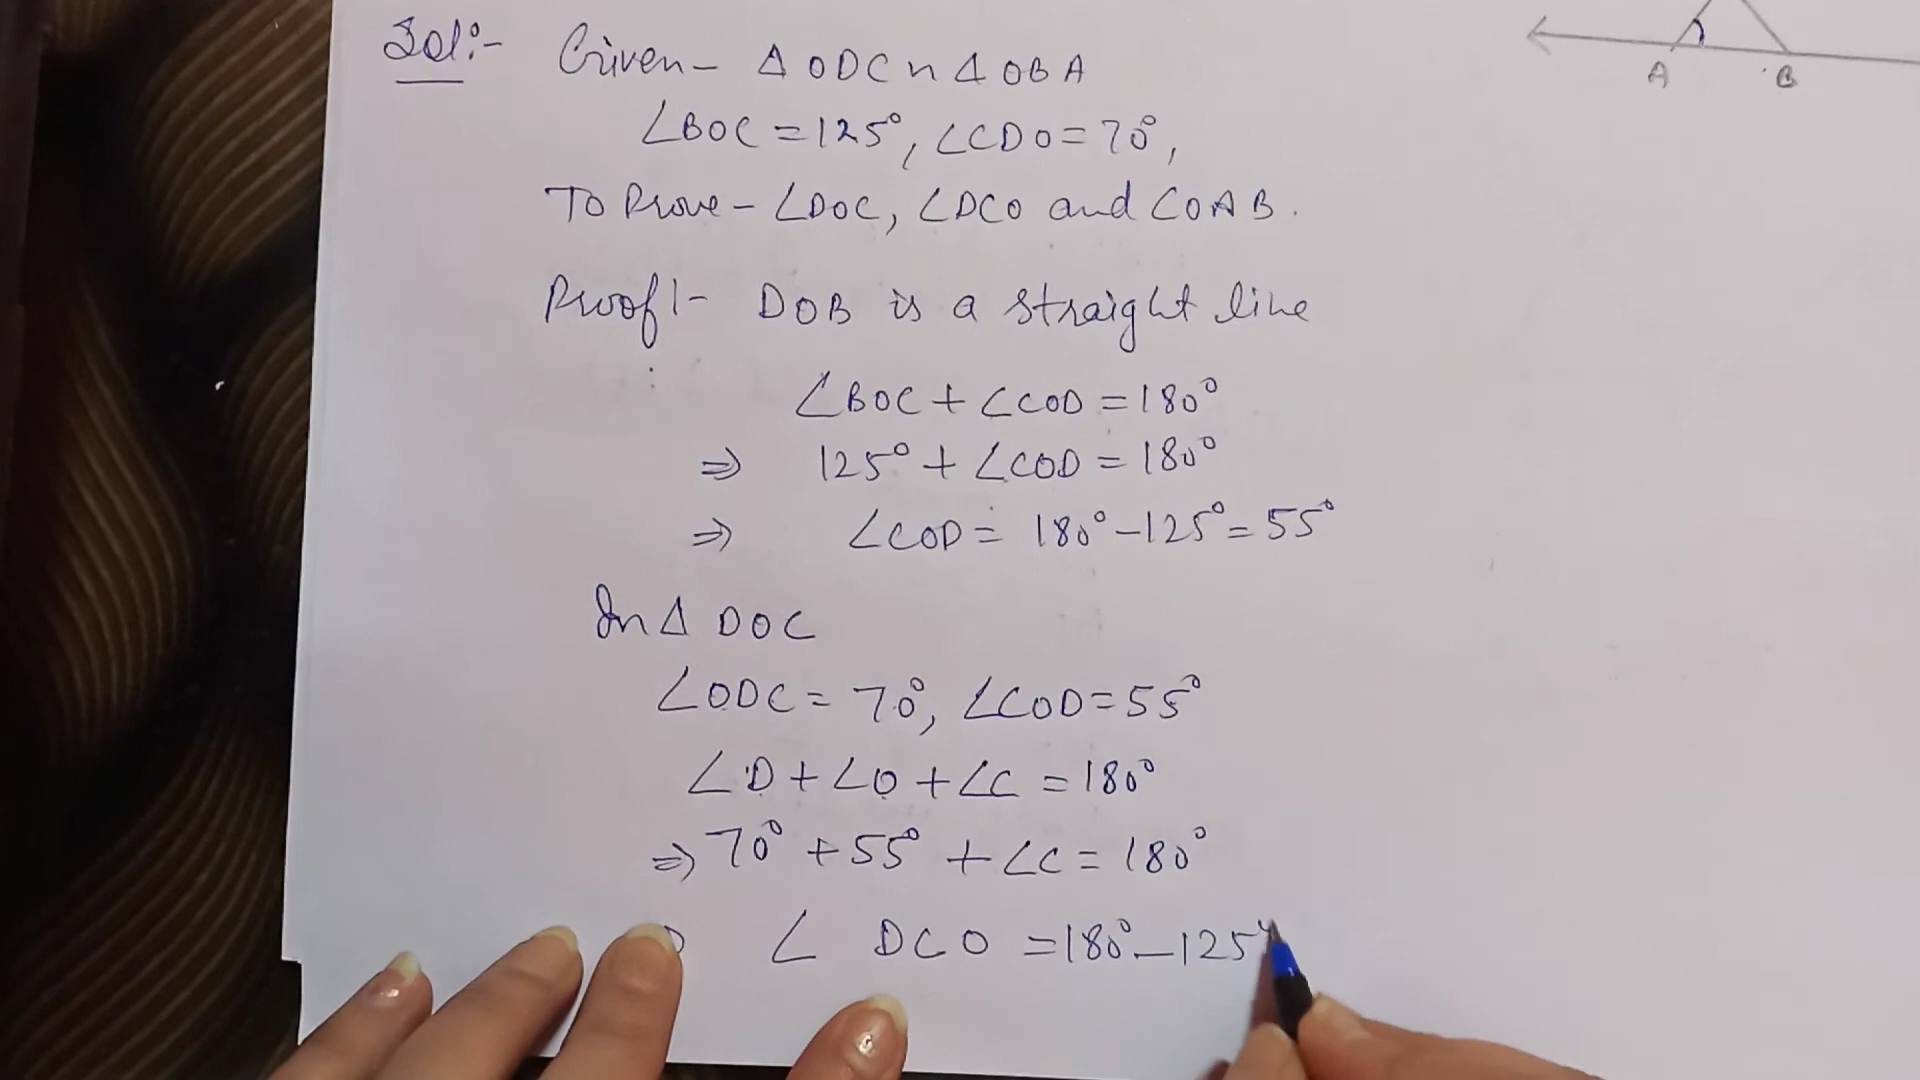 Sol:-
Given - Δ ODC ~ Δ OBA
∠BOC = 125°, ∠CDO = 70°,
To Prove - ∠DOC, ∠DCO and ∠OAB.
Proof:- DOB is a straight line
∠BOC + ∠COD = 180°
⇒ 125° + ∠COD = 180°
⇒ ∠COD = 180° - 125° = 55°
In Δ DOC
∠ODC = 70°, ∠COD = 55°
∠D + ∠O + ∠C = 180°
⇒ 70° + 55° + ∠C = 180°
∠ DCO = 180° - 125°
A B